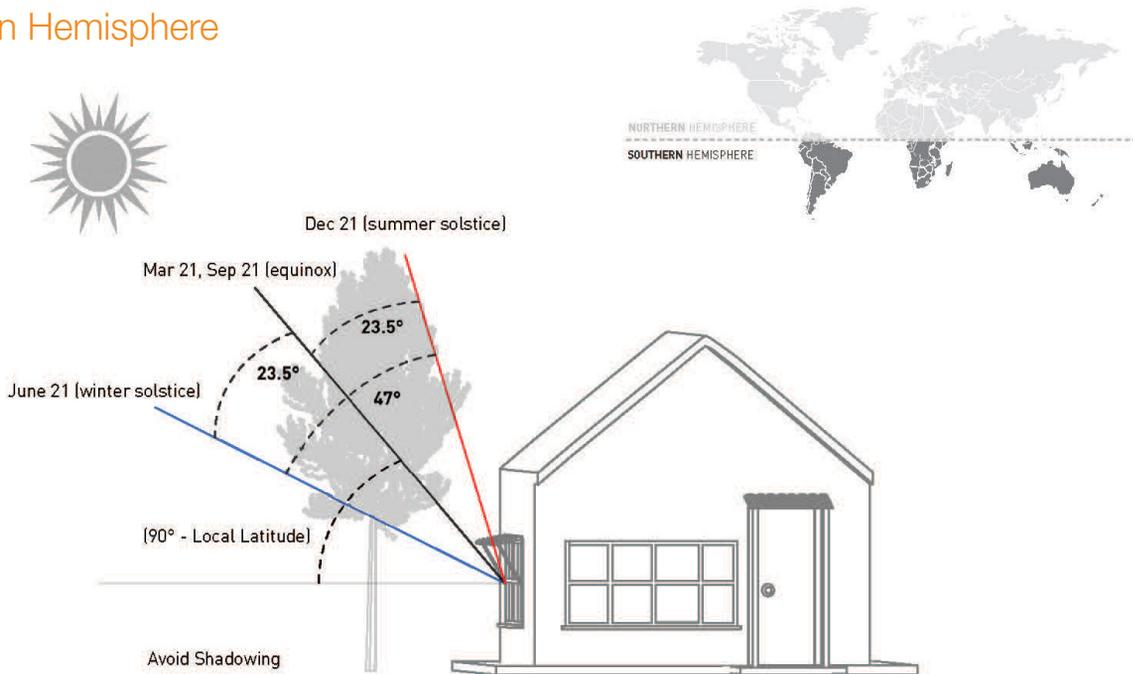 n Hemisphere
NORTHERN HEMISPHERE
SOUTHERN HEMISPHERE
Dec 21 (summer solstice)
Mar 21, Sep 21 (equinox)
23.5°
23.5°
June 21 (winter solstice)
47°
(90° - Local Latitude)
Avoid Shadowing